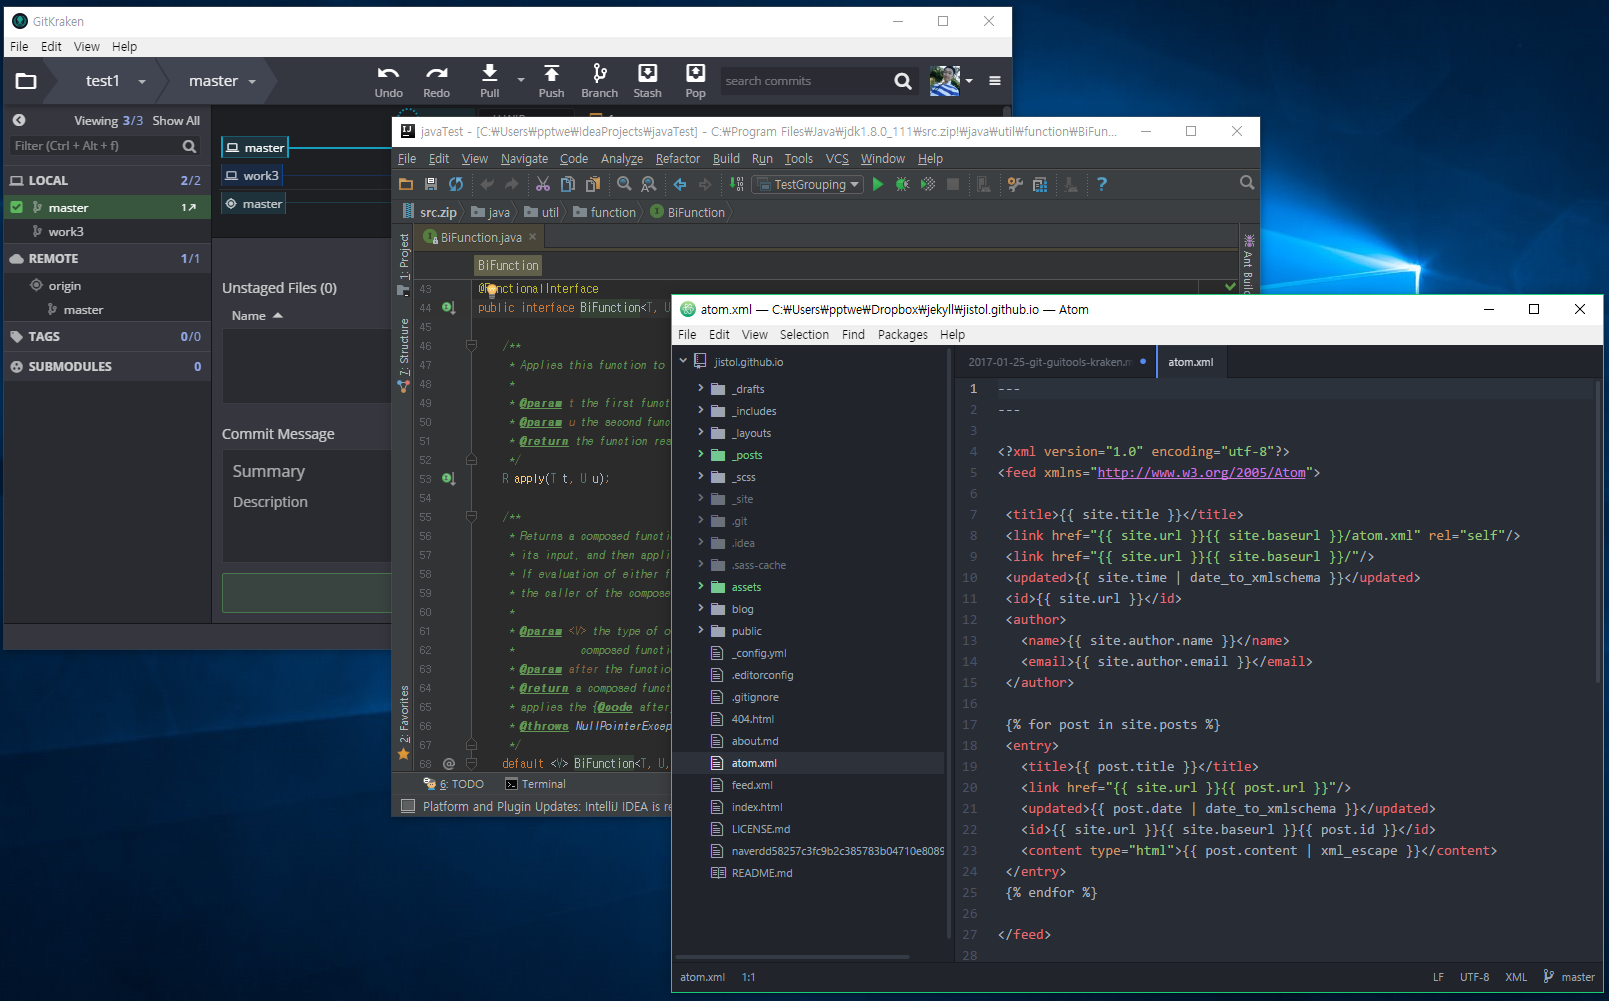 GitKraken
File Edit View Help
test1
master
Undo
Redo
Pull
Push
Branch
Stash
Pop
search commits
Viewing 3/3 Show All
Filter (Ctrl + Alt + f)
LOCAL 2/2
master 1↗
work3
REMOTE 1/1
origin
master
TAGS 0/0
SUBMODULES 0
master
work3
master
Unstaged Files (0)
Name
Commit Message
Summary
Description
javaTest - [C:₩Users₩pptwe₩IdeaProjects₩javaTest] - C:₩Program Files₩Java₩jdk1.8.0_111₩src.zip!₩java₩util₩function₩BiFun...
File Edit View Navigate Code Analyze Refactor Build Run Tools VCS Window Help
TestGrouping
src.zip java util function BiFunction
BiFunction.java
1: Project
7: Structure
2: Favorites
Ant Build
BiFunction
43 @FunctionalInterface
44 public interface BiFunction<T, U
45
46 /**
47 * Applies this function to
48 *
49 * @param t the first funct
50 * @param u the second func
51 * @return the function res
52 */
53 R apply(T t, U u);
54
55 /**
56 * Returns a composed functi
57 * its input, and then appli
58 * If evaluation of either f
59 * the caller of the compose
60 *
61 * @param <V> the type of o
62 * composed functi
63 * @param after the functio
64 * @return a composed funct
65 * applies the {@code after
66 * @throws NullPointerExcep
67 */
68 @ default <V> BiFunction<T, U,
6: TODO Terminal
Platform and Plugin Updates: IntelliJ IDEA is re
atom.xml — C:₩Users₩pptwe₩Dropbox₩jekyll₩jistol.github.io — Atom
File Edit View Selection Find Packages Help
jistol.github.io
_drafts
_includes
_layouts
_posts
_scss
_site
.git
.idea
.sass-cache
assets
blog
public
_config.yml
.editorconfig
.gitignore
404.html
about.md
atom.xml
feed.xml
index.html
LICENSE.md
naverdd58257c3fc9b2c385783b04710e8089
README.md
2017-01-25-git-guitools-kraken.m
atom.xml
1 ---
2 ---
3
4 <?xml version="1.0" encoding="utf-8"?>
5 <feed xmlns="http://www.w3.org/2005/Atom">
6
7 <title>{{ site.title }}</title>
8 <link href="{{ site.url }}{{ site.baseurl }}/atom.xml" rel="self"/>
9 <link href="{{ site.url }}{{ site.baseurl }}/"/>
10 <updated>{{ site.time | date_to_xmlschema }}</updated>
11 <id>{{ site.url }}</id>
12 <author>
13 <name>{{ site.author.name }}</name>
14 <email>{{ site.author.email }}</email>
15 </author>
16
17 {% for post in site.posts %}
18 <entry>
19 <title>{{ post.title }}</title>
20 <link href="{{ site.url }}{{ post.url }}"/>
21 <updated>{{ post.date | date_to_xmlschema }}</updated>
22 <id>{{ site.url }}{{ site.baseurl }}{{ post.id }}</id>
23 <content type="html">{{ post.content | xml_escape }}</content>
24 </entry>
25 {% endfor %}
26
27 </feed>
28
atom.xml 1:1
LF UTF-8 XML master